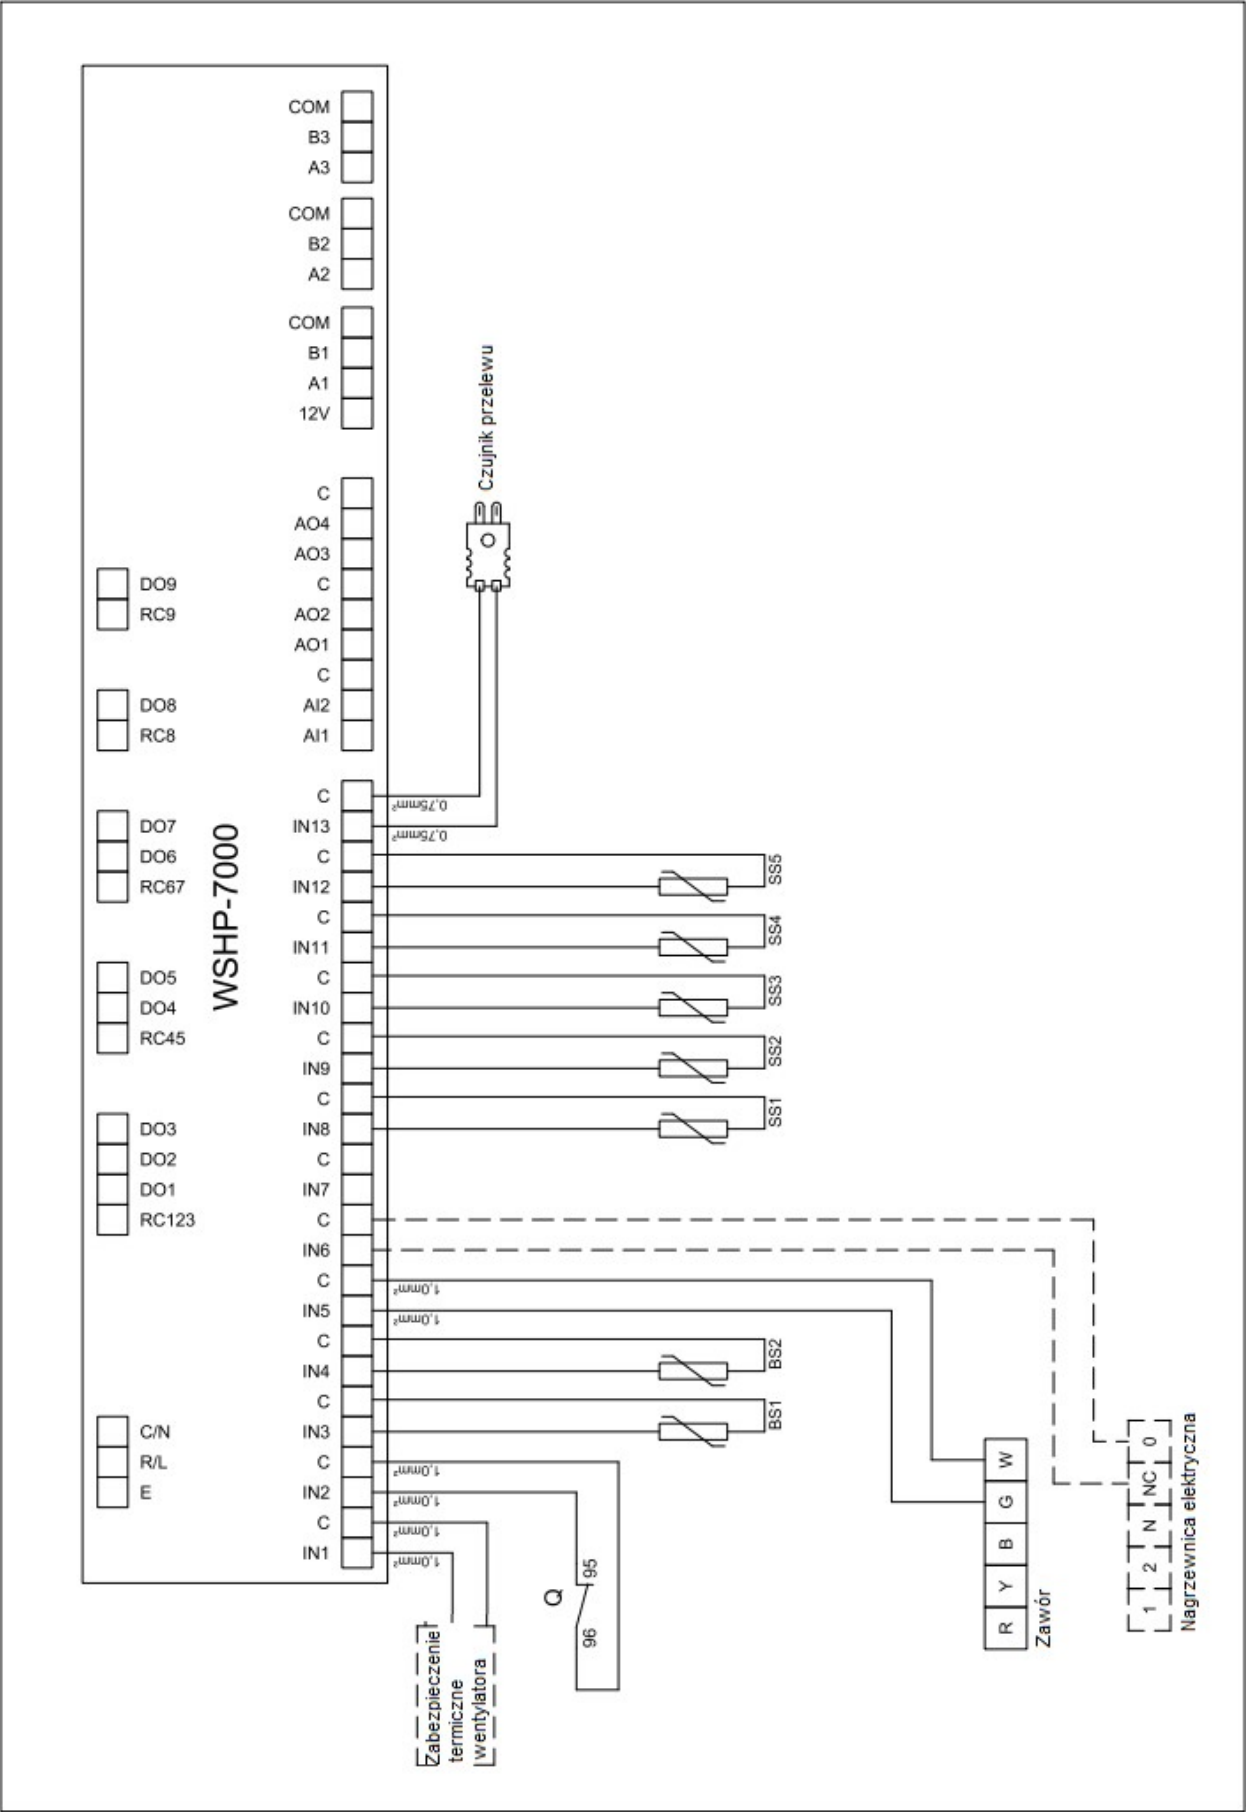 COM
B3
A3
COM
B2
A2
COM
B1
A1
12V
C
AO4
AO3
C
AO2
AO1
C
AI2
AI1
C
IN13
C
IN12
C
IN11
C
IN10
C
IN9
C
IN8
C
IN7
C
IN6
C
IN5
C
IN4
C
IN3
C
IN2
C
IN1
DO9
RC9
DO8
RC8
DO7
DO6
RC67
DO5
DO4
RC45
DO3
DO2
DO1
RC123
C/N
R/L
E
WSHP-7000
Czujnik przelewu
0,75mm²
0,75mm²
SS5
SS4
SS3
SS2
SS1
1,0mm²
1,0mm²
BS2
BS1
1,0mm²
1,0mm²
1,0mm²
1,0mm²
Q
95
96
Zabezpieczenie
termiczne
wentylatora
R Y B G W
Zawór
1 2 N NC 0
Nagrzewnica elektryczna